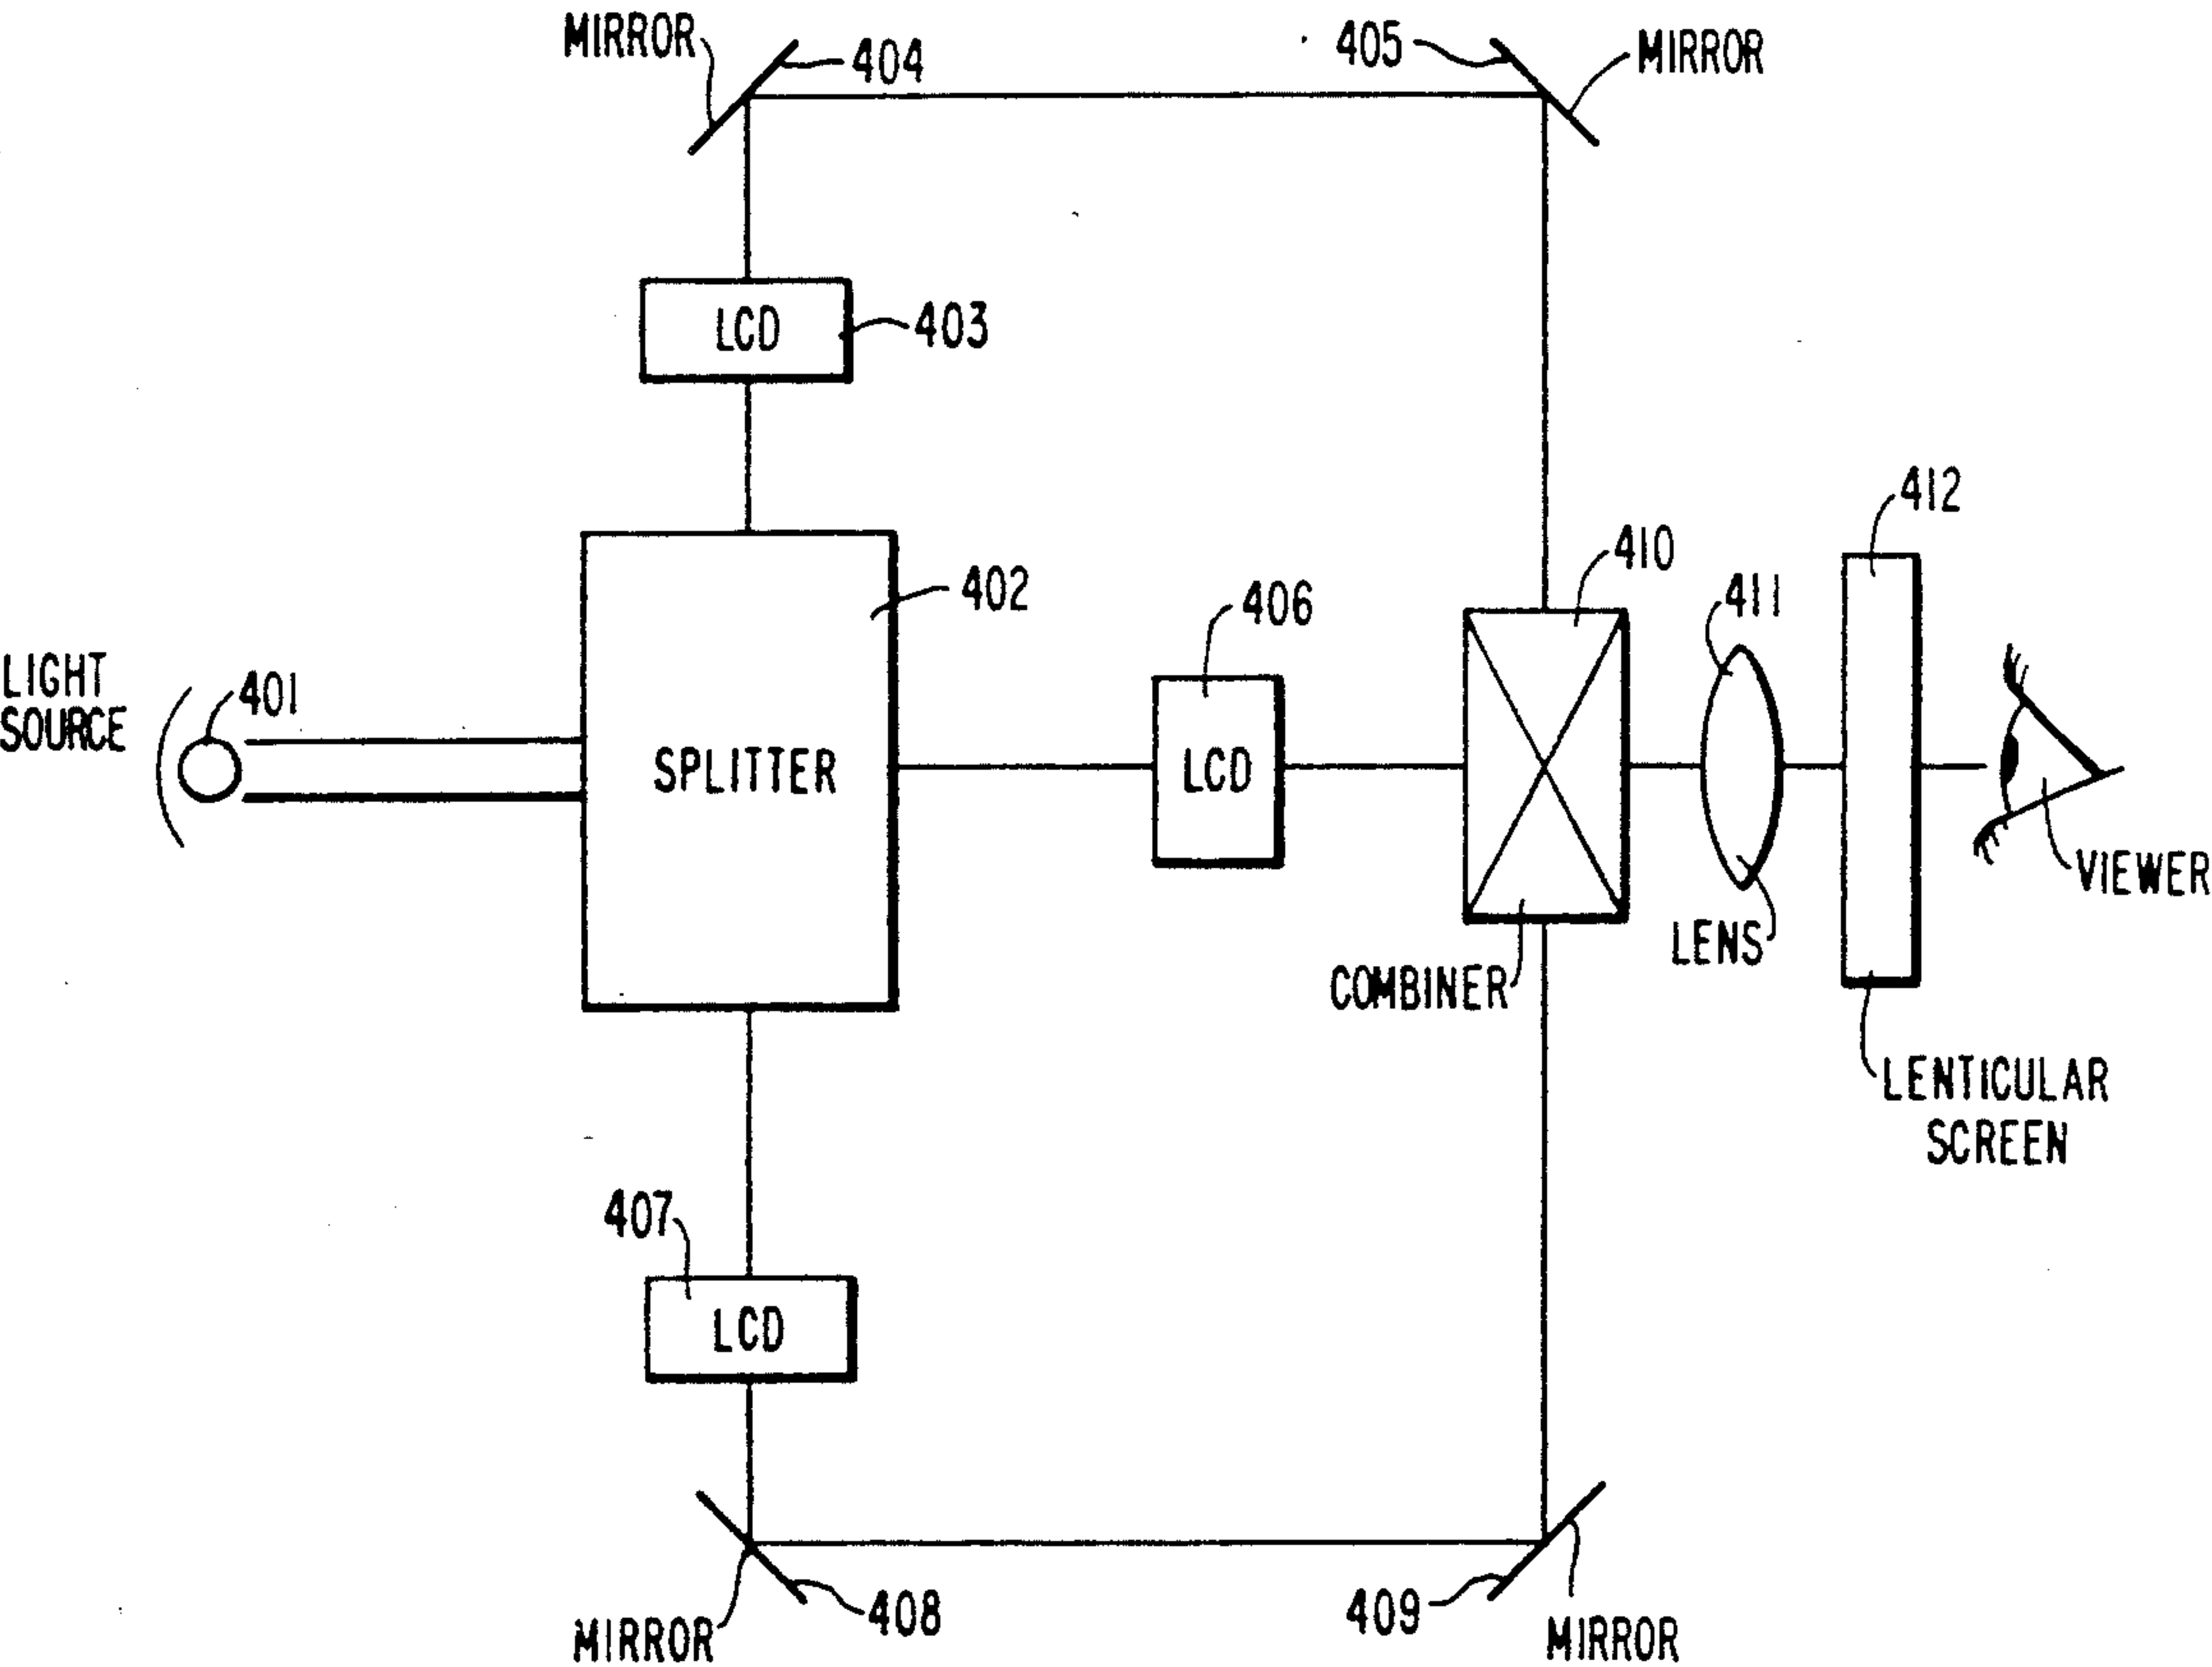 MIRROR
404
405
MIRROR
LCD
403
412
410
402
406
411
LIGHT
SOURCE
401
SPLITTER
LCD
VIEWER
LENS
COMBINER
LENTICULAR
SCREEN
407
LCD
408
409
MIRROR
MIRROR